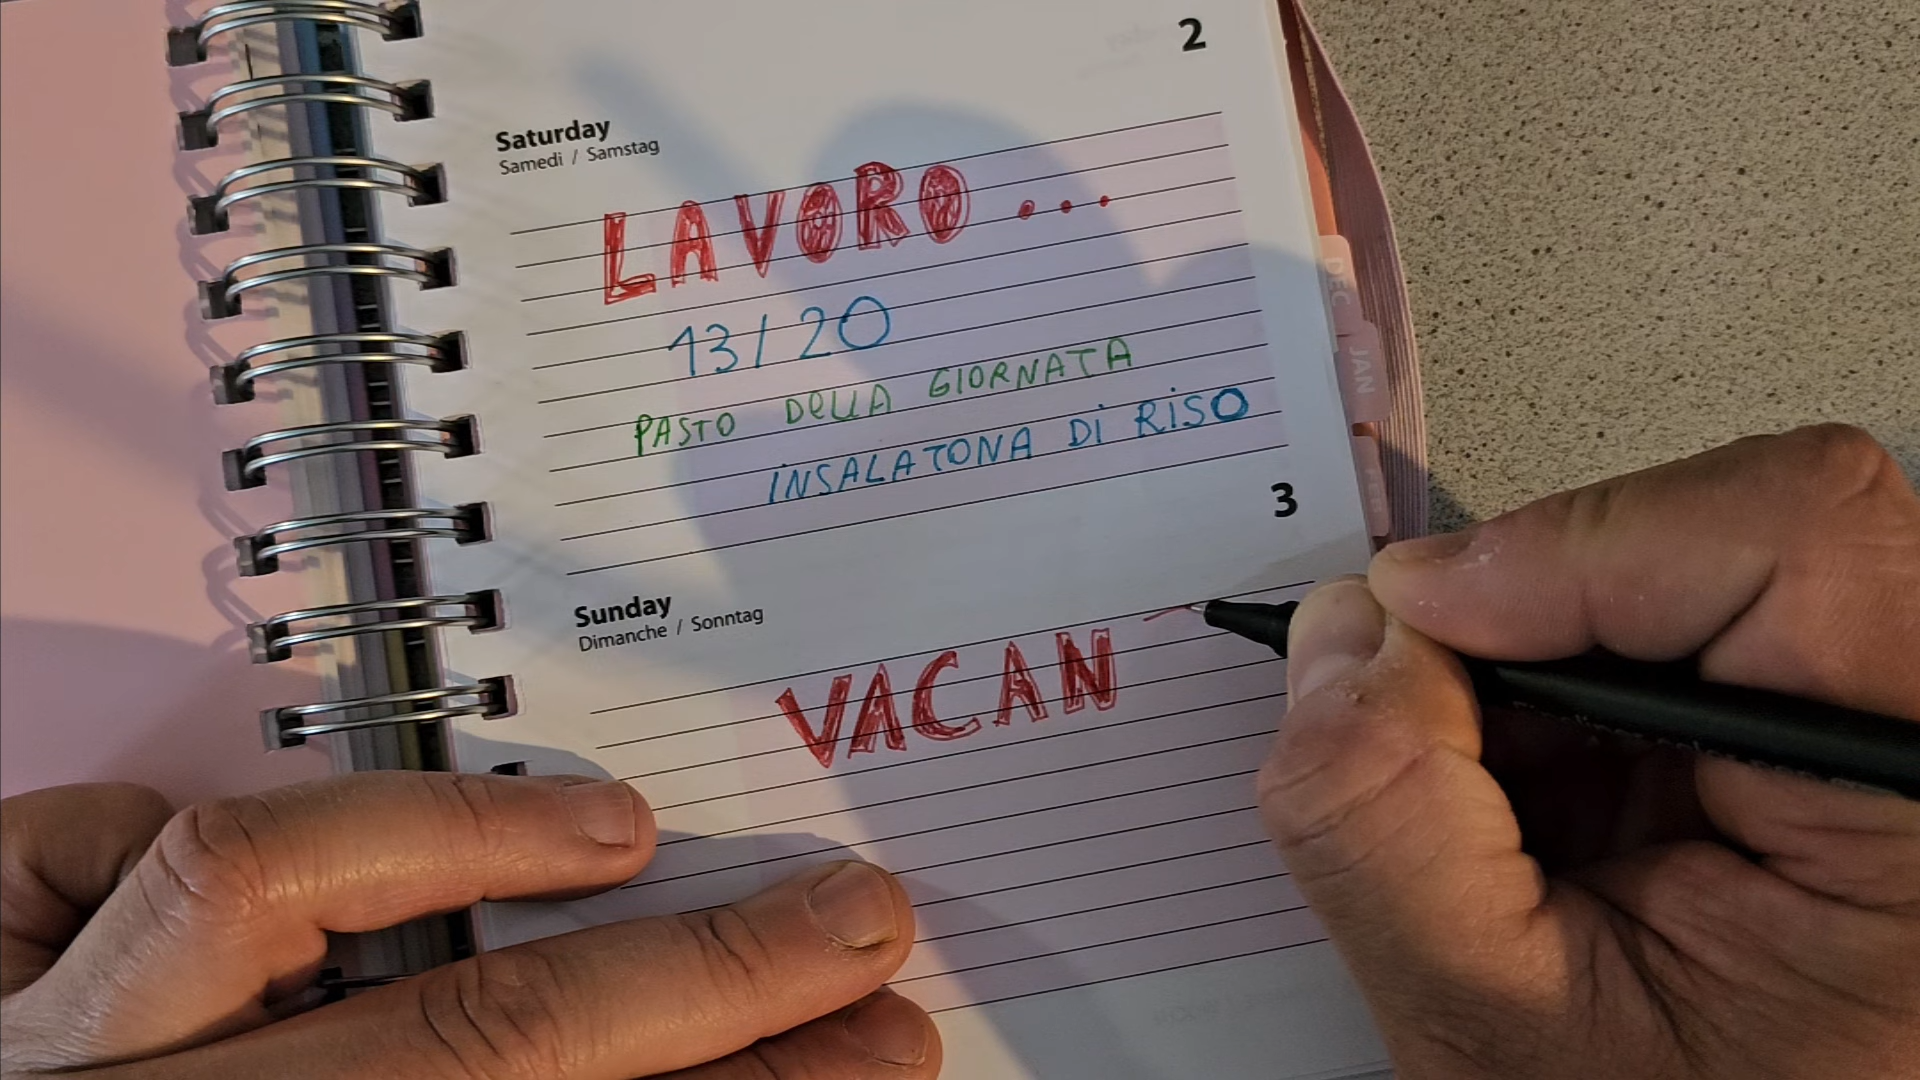 2
Saturday
Samedi / Samstag
LAVORO...
13/20
PASTO DELLA GIORNATA
INSALATONA DI RISO
3
Sunday
Dimanche / Sonntag
VACAN
DEC
JAN
FEB